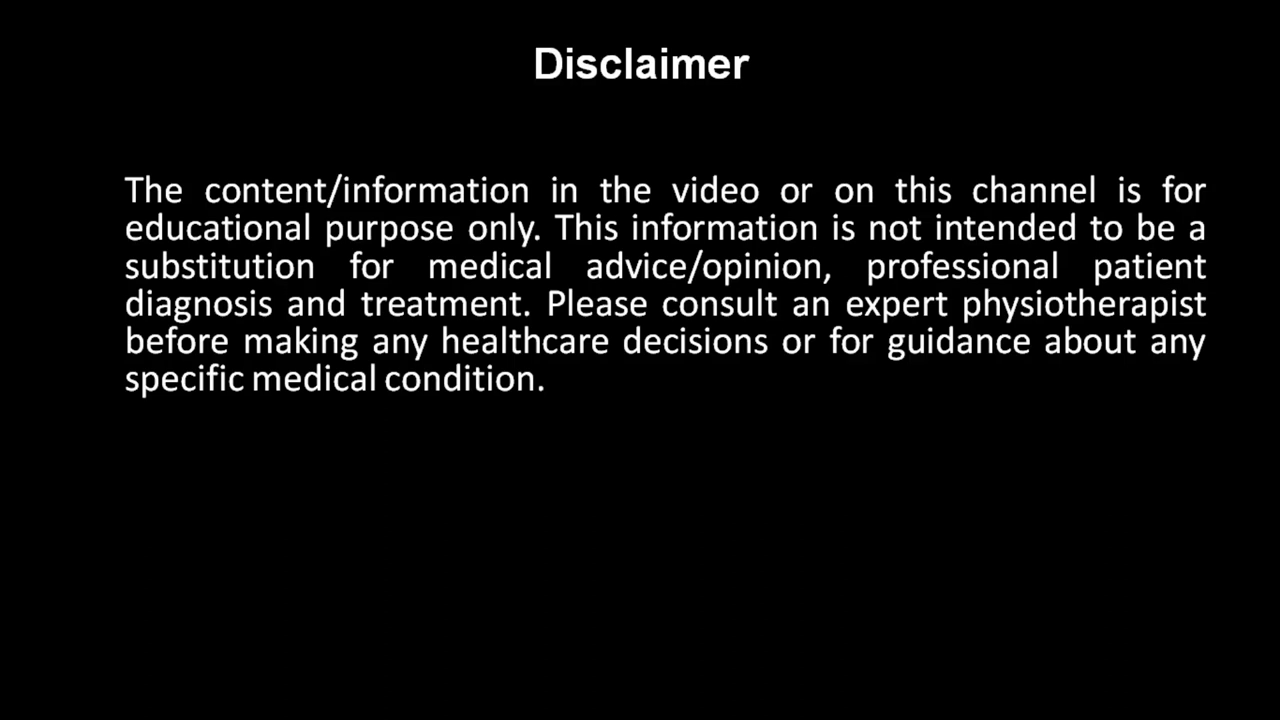 Disclaimer
The content/information in the video or on this channel is for
educational purpose only. This information is not intended to be a
substitution for medical advice/opinion, professional patient
diagnosis and treatment. Please consult an expert physiotherapist
before making any healthcare decisions or for guidance about any
specific medical condition.